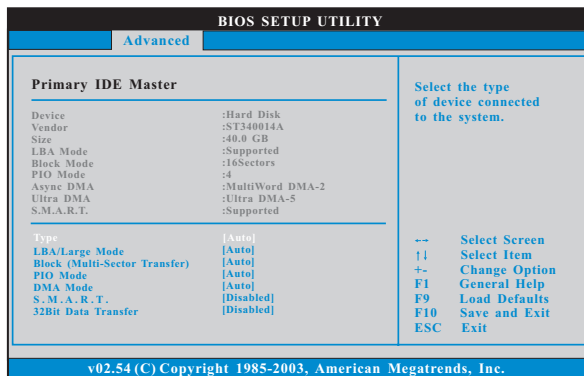 BIOS SETUP UTILITY
Advanced
Primary IDE Master
Device :Hard Disk
Vendor :ST340014A
Size :40.0 GB
LBA Mode :Supported
Block Mode :16Sectors
PIO Mode :4
Async DMA :MultiWord DMA-2
Ultra DMA :Ultra DMA-5
S.M.A.R.T. :Supported
Type [Auto]
LBA/Large Mode [Auto]
Block (Multi-Sector Transfer) [Auto]
PIO Mode [Auto]
DMA Mode [Auto]
S.M.A.R.T. [Disabled]
32Bit Data Transfer [Disabled]
Select the type
of device connected
to the system.
←→ Select Screen
↑↓ Select Item
+- Change Option
F1 General Help
F9 Load Defaults
F10 Save and Exit
ESC Exit
v02.54 (C) Copyright 1985-2003, American Megatrends, Inc.